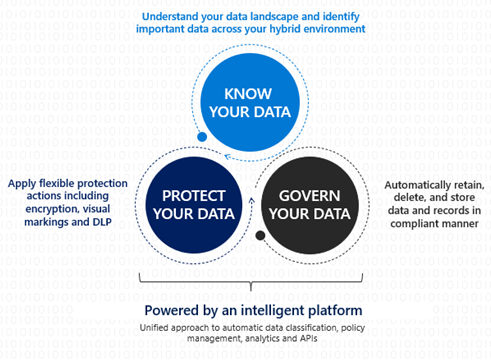 Understand your data landscape and identify
important data across your hybrid environment
KNOW
YOUR DATA
Apply flexible protection
actions including
encryption, visual
markings and DLP
PROTECT
YOUR DATA
GOVERN
YOUR DATA
Automatically retain,
delete, and store
data and records in
compliant manner
Powered by an intelligent platform
Unified approach to automatic data classification, policy
management, analytics and APIs